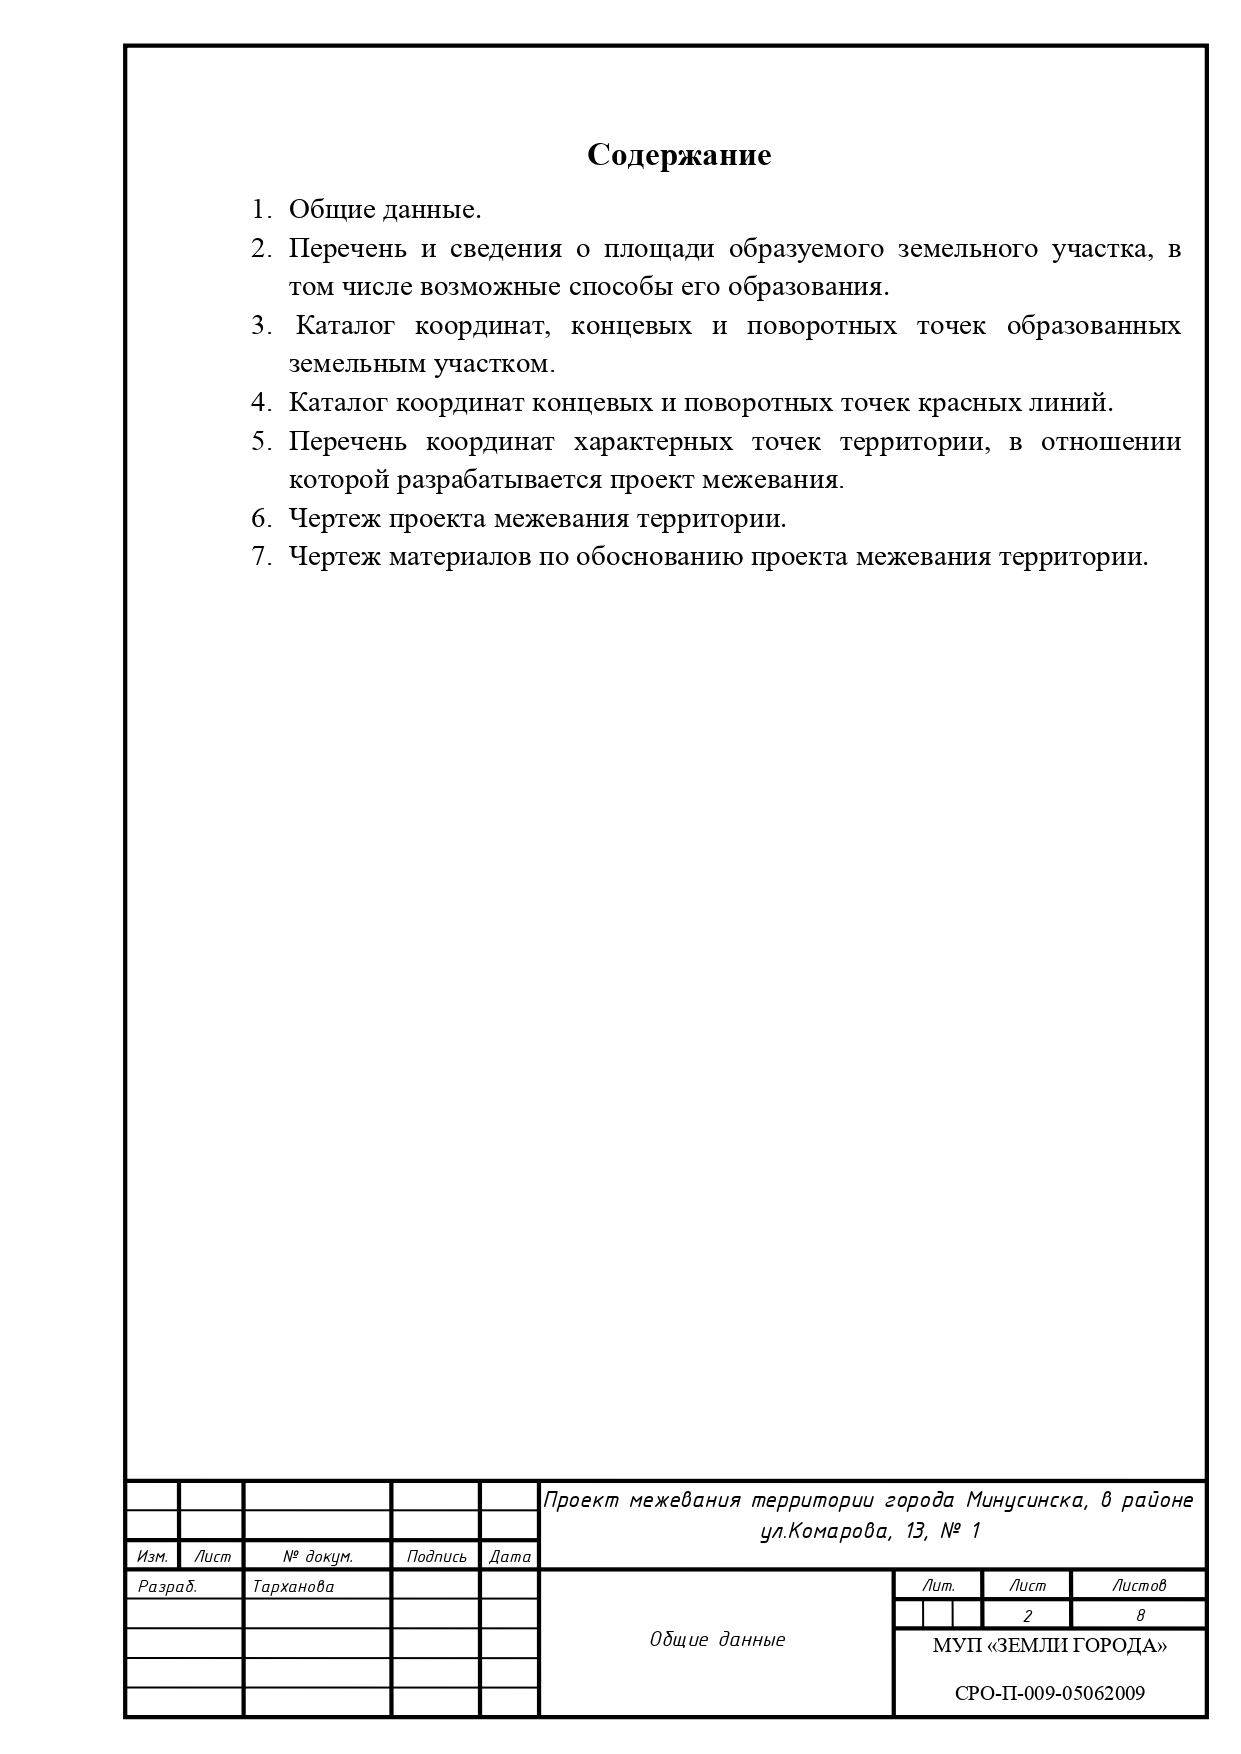 Содержание
1. Общие данные.
2. Перечень и сведения о площади образуемого земельного участка, в
том числе возможные способы его образования.
3. Каталог координат, концевых и поворотных точек образованных
земельным участком.
4. Каталог координат концевых и поворотных точек красных линий.
5. Перечень координат характерных точек территории, в отношении
которой разрабатывается проект межевания.
6. Чертеж проекта межевания территории.
7. Чертеж материалов по обоснованию проекта межевания территории.
Проект межевания территории города Минусинска, в районе
ул.Комарова, 13, № 1
Изм. Лист № докум. Подпись Дата
Разраб. Тарханова
Общие данные
Лит. Лист Листов
2 8
МУП «ЗЕМЛИ ГОРОДА»
СРО-П-009-05062009